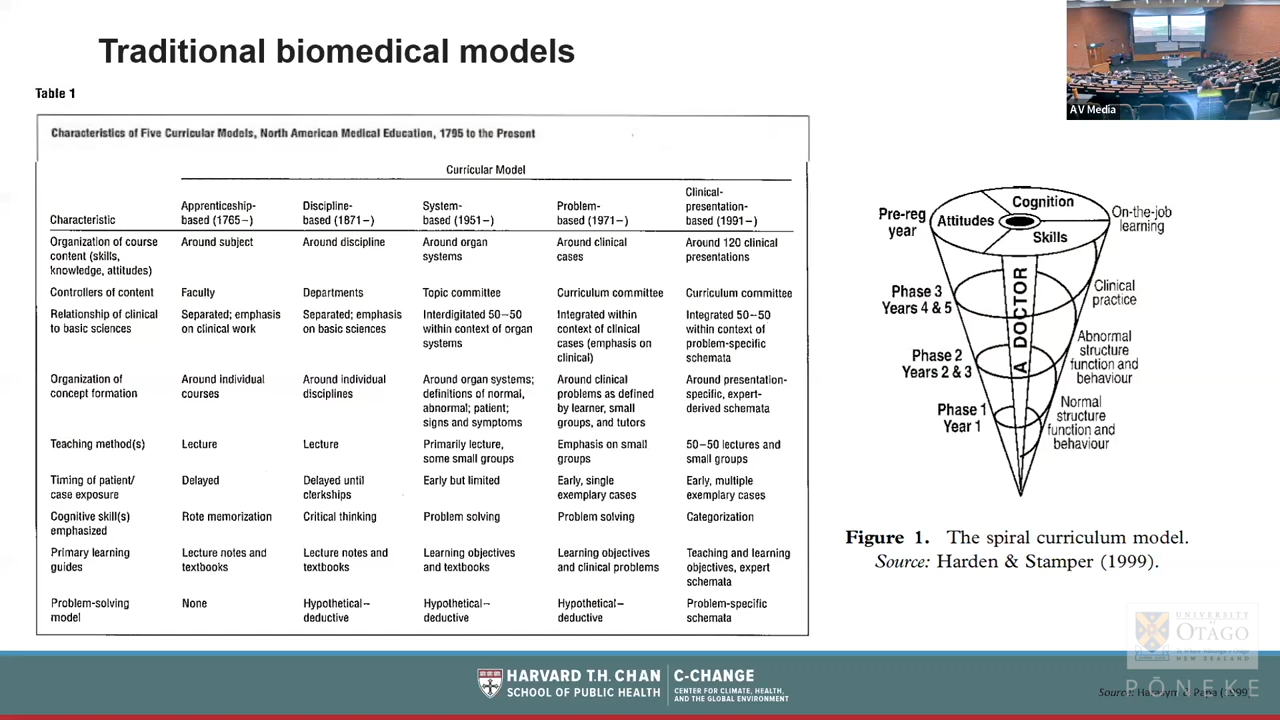 Traditional biomedical models
AV Media
Table 1
Characteristics of Five Curricular Models, North American Medical Education, 1765 to the Present
Curricular Model
Characteristic
Apprenticeship-
based (1765–)
Discipline-
based (1871–)
System-
based (1951–)
Problem-
based (1971–)
Clinical-
presentation-
based (1991–)
Organization of course
content (skills,
knowledge, attitudes)
Around subject
Around discipline
Around organ
systems
Around clinical
cases
Around 120 clinical
presentations
Controllers of content
Faculty
Departments
Topic committee
Curriculum committee
Curriculum committee
Relationship of clinical
to basic sciences
Separated; emphasis
on clinical work
Separated; emphasis
on basic sciences
Interdigitated 50–50
within context of organ
systems
Integrated within
context of clinical
cases (emphasis on
clinical)
Integrated 50–50
within context of
problem-specific
schemata
Organization of
concept formation
Around individual
courses
Around individual
disciplines
Around organ systems;
definitions of normal,
abnormal; patient;
signs and symptoms
Around clinical
problems as defined
by learner, small
groups, and tutors
Around presentation-
specific, expert-
derived schemata
Teaching method(s)
Lecture
Lecture
Primarily lecture,
some small groups
Emphasis on small
groups
50–50 lectures and
small groups
Timing of patient/
case exposure
Delayed
Delayed until
clerkships
Early but limited
Early, single
exemplary cases
Early, multiple
exemplary cases
Cognitive skill(s)
emphasized
Rote memorization
Critical thinking
Problem solving
Problem solving
Categorization
Primary learning
guides
Lecture notes and
textbooks
Lecture notes and
textbooks
Learning objectives
and textbooks
Learning objectives
and clinical problems
Teaching and learning
objectives, expert
schemata
Problem-solving
model
None
Hypothetical–
deductive
Hypothetical–
deductive
Hypothetical–
deductive
Problem-specific
schemata
Pre-reg
year
Attitudes
Cognition
Skills
On-the-job
learning
A DOCTOR
Phase 3
Years 4 & 5
Clinical
practice
Phase 2
Years 2 & 3
Abnormal
structure
function and
behaviour
Phase 1
Year 1
Normal
structure
function and
behaviour
Figure 1. The spiral curriculum model.
Source: Harden & Stamper (1999).
UNIVERSITY
of
OTAGO
NEW ZEALAND
PŌNEKE
HARVARD T.H. CHAN
SCHOOL OF PUBLIC HEALTH
C-CHANGE
CENTER FOR CLIMATE, HEALTH,
AND THE GLOBAL ENVIRONMENT
Source: